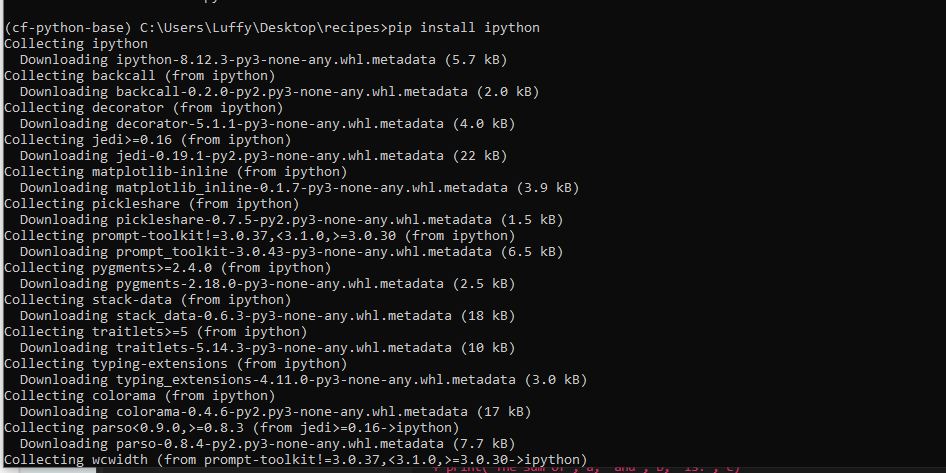 (cf-python-base) C:\Users\Luffy\Desktop\recipes>pip install ipython
Collecting ipython
  Downloading ipython-8.12.3-py3-none-any.whl.metadata (5.7 kB)
Collecting backcall (from ipython)
  Downloading backcall-0.2.0-py2.py3-none-any.whl.metadata (2.0 kB)
Collecting decorator (from ipython)
  Downloading decorator-5.1.1-py3-none-any.whl.metadata (4.0 kB)
Collecting jedi>=0.16 (from ipython)
  Downloading jedi-0.19.1-py2.py3-none-any.whl.metadata (22 kB)
Collecting matplotlib-inline (from ipython)
  Downloading matplotlib_inline-0.1.7-py3-none-any.whl.metadata (3.9 kB)
Collecting pickleshare (from ipython)
  Downloading pickleshare-0.7.5-py2.py3-none-any.whl.metadata (1.5 kB)
Collecting prompt-toolkit!=3.0.37,<3.1.0,>=3.0.30 (from ipython)
  Downloading prompt_toolkit-3.0.43-py3-none-any.whl.metadata (6.5 kB)
Collecting pygments>=2.4.0 (from ipython)
  Downloading pygments-2.18.0-py3-none-any.whl.metadata (2.5 kB)
Collecting stack-data (from ipython)
  Downloading stack_data-0.6.3-py3-none-any.whl.metadata (18 kB)
Collecting traitlets>=5 (from ipython)
  Downloading traitlets-5.14.3-py3-none-any.whl.metadata (10 kB)
Collecting typing-extensions (from ipython)
  Downloading typing_extensions-4.11.0-py3-none-any.whl.metadata (3.0 kB)
Collecting colorama (from ipython)
  Downloading colorama-0.4.6-py2.py3-none-any.whl.metadata (17 kB)
Collecting parso<0.9.0,>=0.8.3 (from jedi>=0.16->ipython)
  Downloading parso-0.8.4-py2.py3-none-any.whl.metadata (7.7 kB)
Collecting wcwidth (from prompt-toolkit!=3.0.37,<3.1.0,>=3.0.30->ipython)